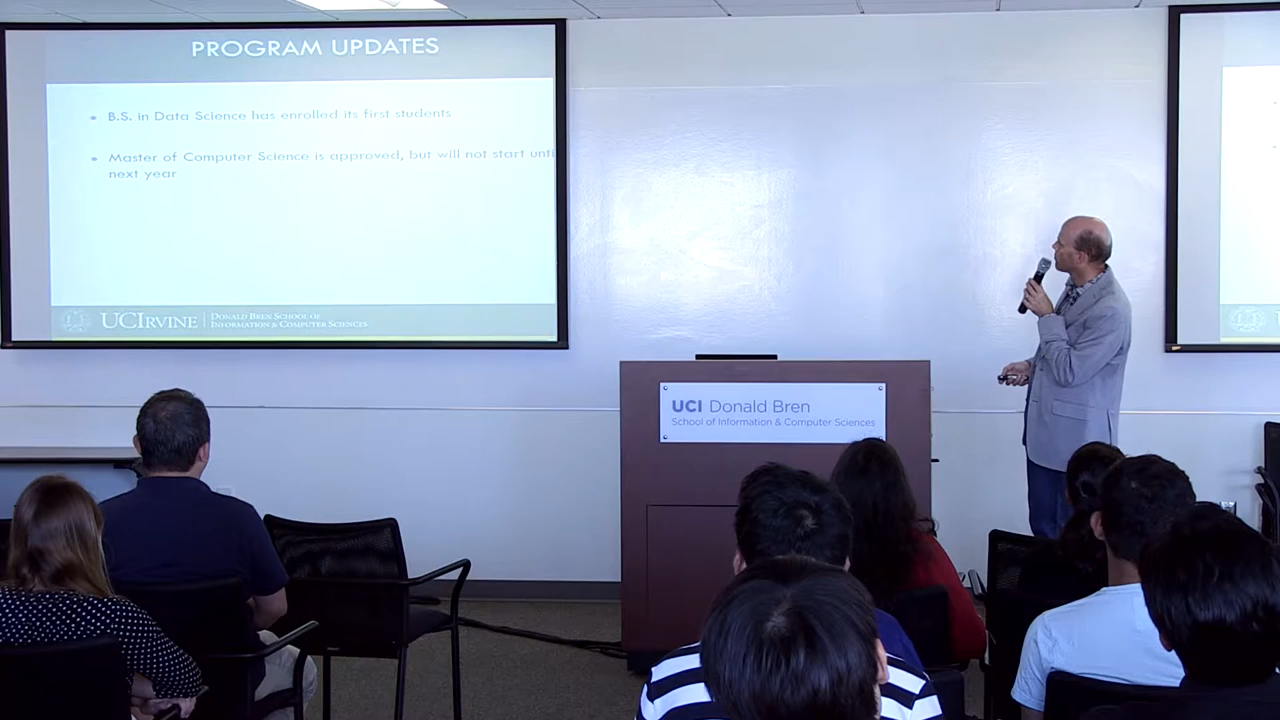 PROGRAM UPDATES
• B.S. in Data Science has enrolled its first students
• Master of Computer Science is approved, but will not start until
next year
UCIRVINE | DONALD BREN SCHOOL OF
INFORMATION & COMPUTER SCIENCES
UCI Donald Bren
School of Information & Computer Sciences